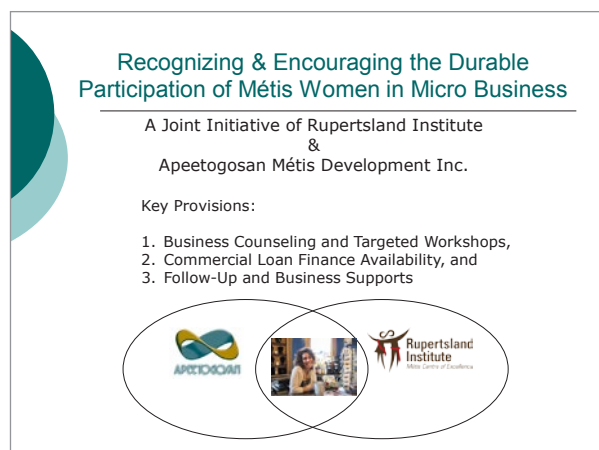 Recognizing & Encouraging the Durable
Participation of Métis Women in Micro Business
A Joint Initiative of Rupertsland Institute
&
Apeetogosan Métis Development Inc.
Key Provisions:
1. Business Counseling and Targeted Workshops,
2. Commercial Loan Finance Availability, and
3. Follow-Up and Business Supports
APEETOGOSAN
Rupertsland
Institute
Métis Centre of Excellence